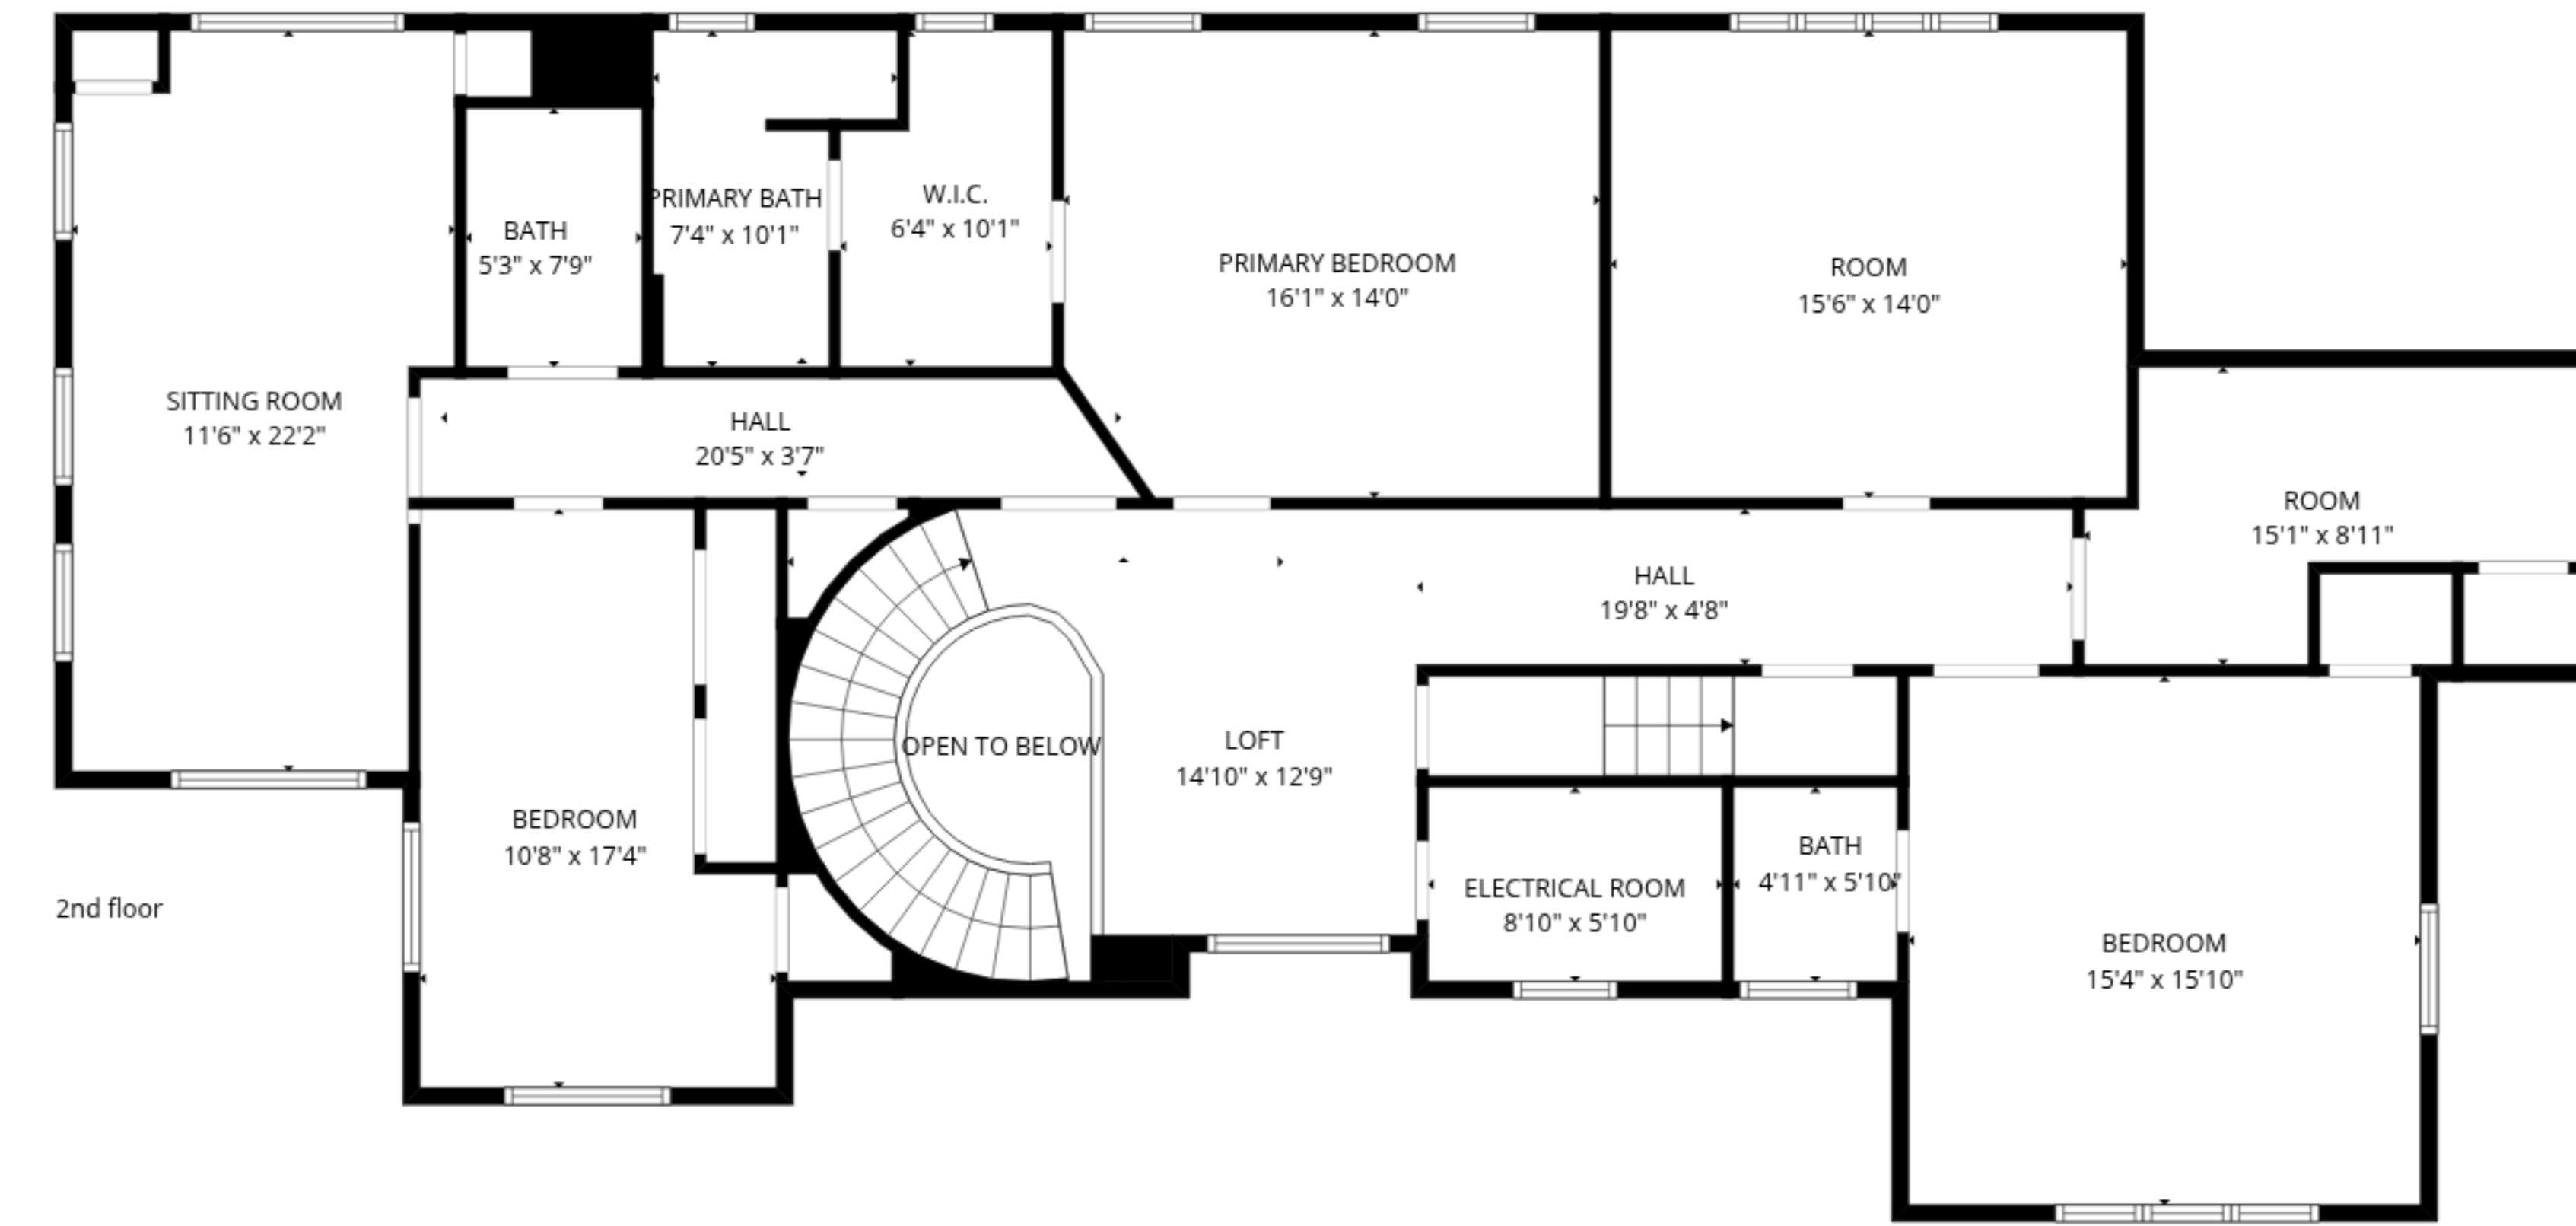 PRIMARY BATH
7'4" x 10'1"
W.I.C.
6'4" x 10'1"
BATH
5'3" x 7'9"
PRIMARY BEDROOM
16'1" x 14'0"
ROOM
15'6" x 14'0"
SITTING ROOM
11'6" x 22'2"
HALL
20'5" x 3'7"
ROOM
15'1" x 8'11"
HALL
19'8" x 4'8"
OPEN TO BELOW
LOFT
14'10" x 12'9"
BEDROOM
10'8" x 17'4"
ELECTRICAL ROOM
8'10" x 5'10"
BATH
4'11" x 5'10"
BEDROOM
15'4" x 15'10"
2nd floor